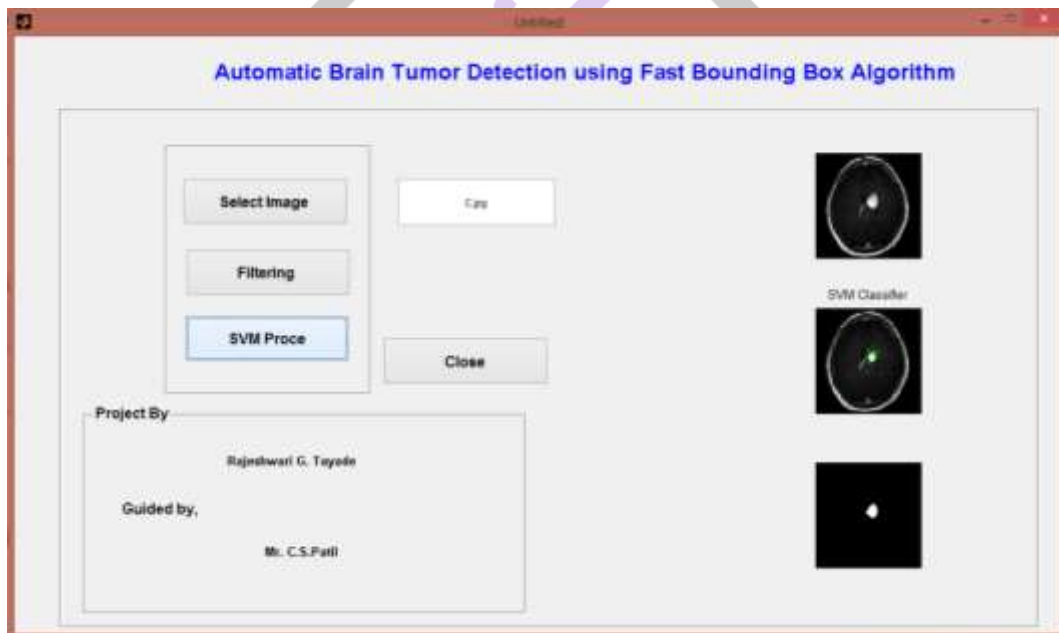 Untitled
Automatic Brain Tumor Detection using Fast Bounding Box Algorithm
Select Image
Filtering
SVM Classifier
SVM Proce
Close
Project By
Rajeshwari G. Tayade
Guided by,
Mr. C.S.Patil